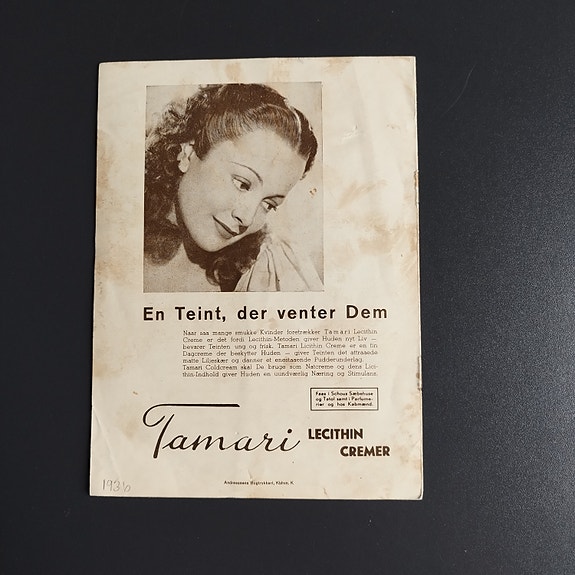 En Teint, der venter Dem
Naar saa mange smukke Kvinder foretrækker Tamari Lecithin
Creme er det fordi Lecithin-Metoden giver Huden nyt Liv —
bevarer Teinten ung og frisk. Tamari Licithin Creme er en fin
Dagcreme der beskytter Huden — giver Teinten det attraaede
matte Liljeskær og danner et enestaaende Pudderunderlag.
Tamari Coldcream skal De bruge som Natcreme og dens Leci-
thin-Indhold giver Huden en uundværlig Næring og Stimulans.
Faas i Schous Sæbehuse
og Tatol samt i Parfume-
rier og hos Købmænd.
Tamari LECITHIN
CREMER
1936
Andreassens Bogtrykkeri, Kbhvn. K.